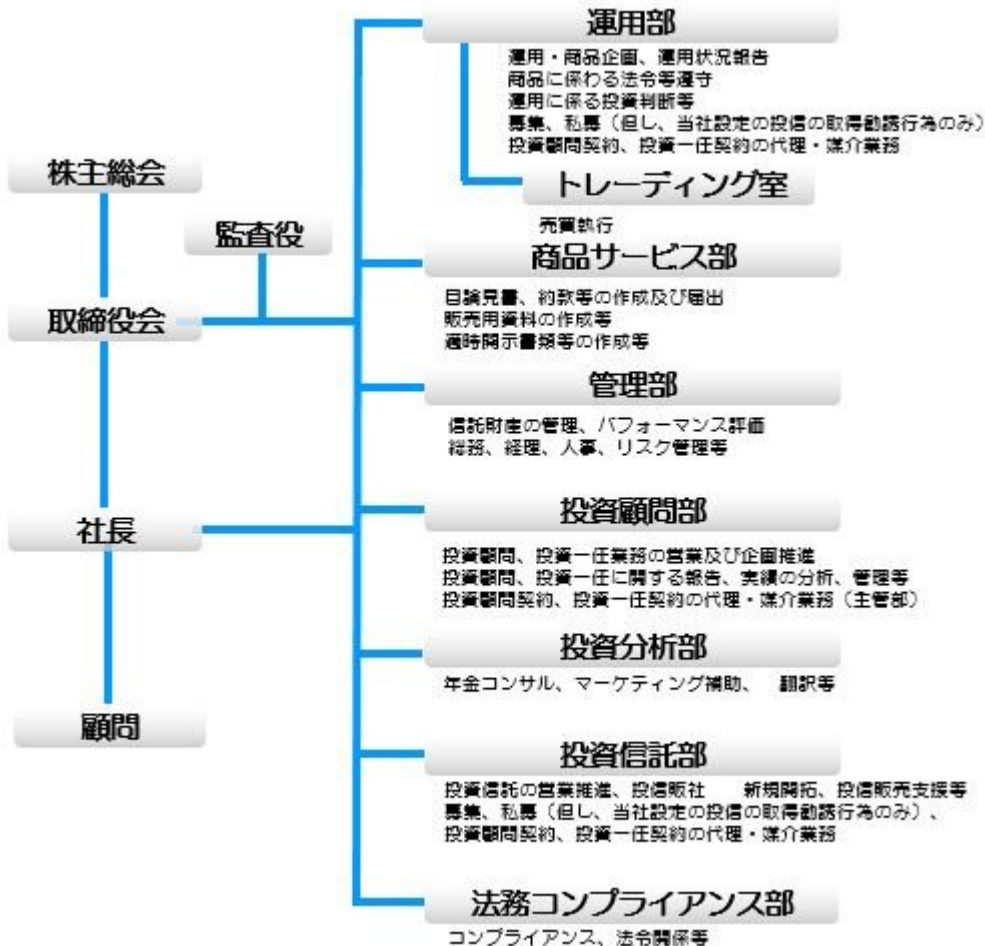 株主総会
監査役
取締役会
社長
顧問
運用部
運用・商品企画、運用状況報告
商品に係わる法令等遵守
運用に係る投資判断等
募集、私募（但し、当社設定の投信の取得勧誘行為のみ）
投資顧問契約、投資一任契約の代理・媒介業務
トレーディング室
売買執行
商品サービス部
目論見書、約款等の作成及び届出
販売用資料の作成等
適時開示書類等の作成等
管理部
信託財産の管理、パフォーマンス評価
総務、経理、人事、リスク管理等
投資顧問部
投資顧問、投資一任業務の営業及び企画推進
投資顧問、投資一任に関する報告、実績の分析、管理等
投資顧問契約、投資一任契約の代理・媒介業務（主管部）
投資分析部
年金コンサル、マーケティング補助、　翻訳等
投資信託部
投資信託の営業推進、投信販社　　新規開拓、投信販売支援等
募集、私募（但し、当社設定の投信の取得勧誘行為のみ）、
投資顧問契約、投資一任契約の代理・媒介業務
法務コンプライアンス部
コンプライアンス、法令関係等